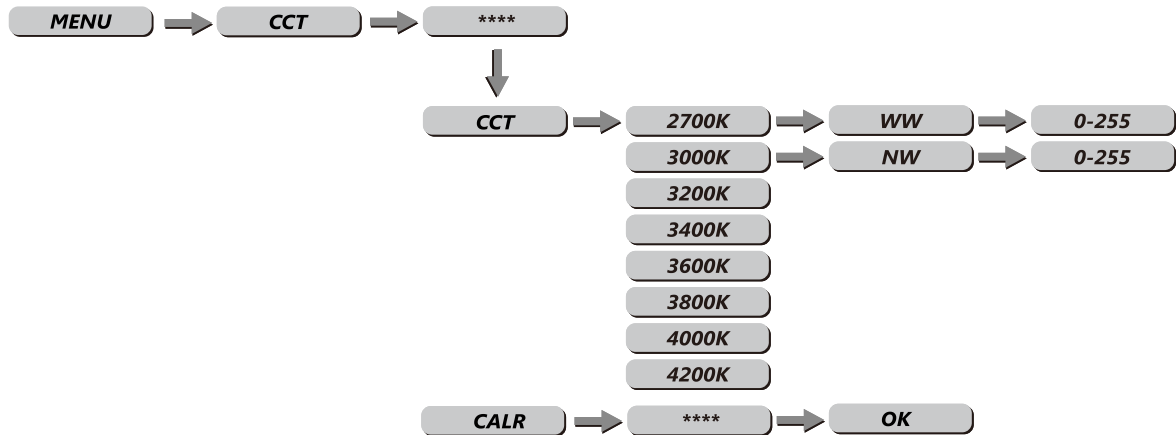 MENU CCT ****
CCT 2700K WW 0-255
3000K NW 0-255
3200K
3400K
3600K
3800K
4000K
4200K
CALR **** OK